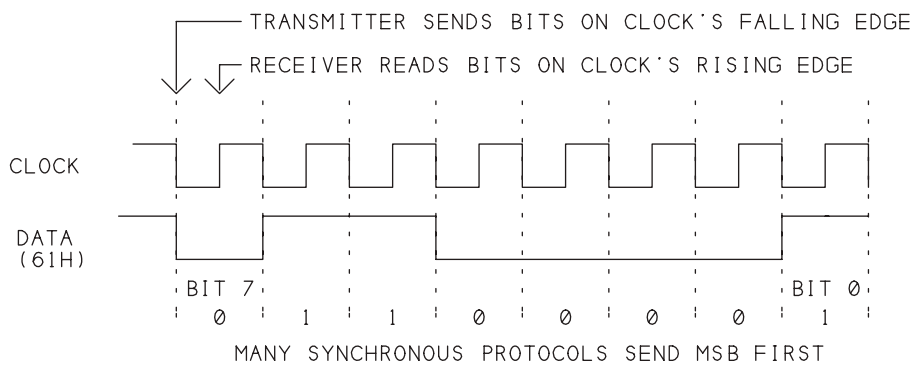 TRANSMITTER SENDS BITS ON CLOCK'S FALLING EDGE
RECEIVER READS BITS ON CLOCK'S RISING EDGE
CLOCK
DATA
(61H)
BIT 7 BIT 0
0 1 1 0 0 0 0 1
MANY SYNCHRONOUS PROTOCOLS SEND MSB FIRST